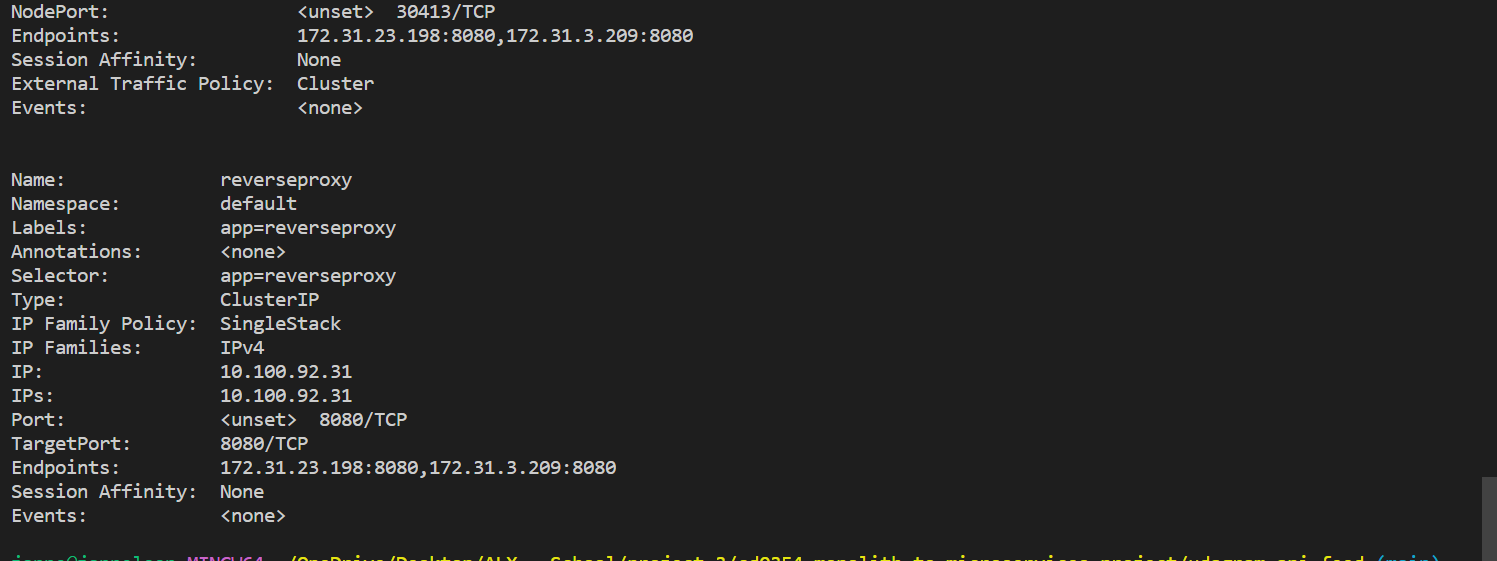 NodePort:                 <unset>  30413/TCP
Endpoints:                172.31.23.198:8080,172.31.3.209:8080
Session Affinity:         None
External Traffic Policy:  Cluster
Events:                   <none>
Name:              reverseproxy
Namespace:         default
Labels:            app=reverseproxy
Annotations:       <none>
Selector:          app=reverseproxy
Type:              ClusterIP
IP Family Policy:  SingleStack
IP Families:       IPv4
IP:                10.100.92.31
IPs:               10.100.92.31
Port:              <unset>  8080/TCP
TargetPort:        8080/TCP
Endpoints:         172.31.23.198:8080,172.31.3.209:8080
Session Affinity:  None
Events:            <none>